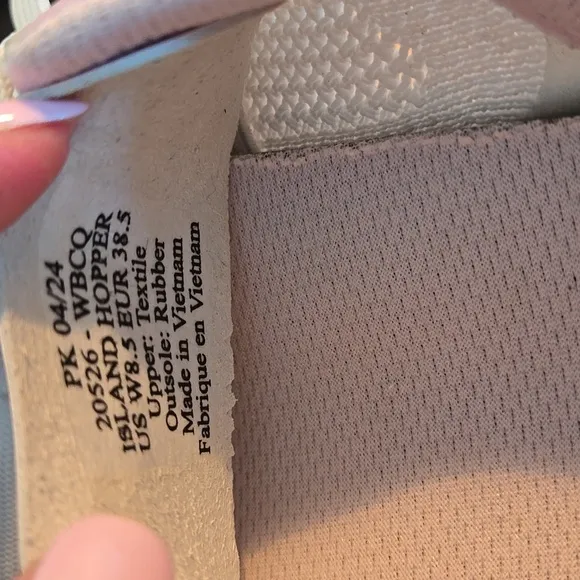 PK 04/24
20526 - WBCQ
ISLAND HOPPER
US W8.5 EUR 38.5
Upper: Textile
Outsole: Rubber
Made in Vietnam
Fabrique en Vietnam